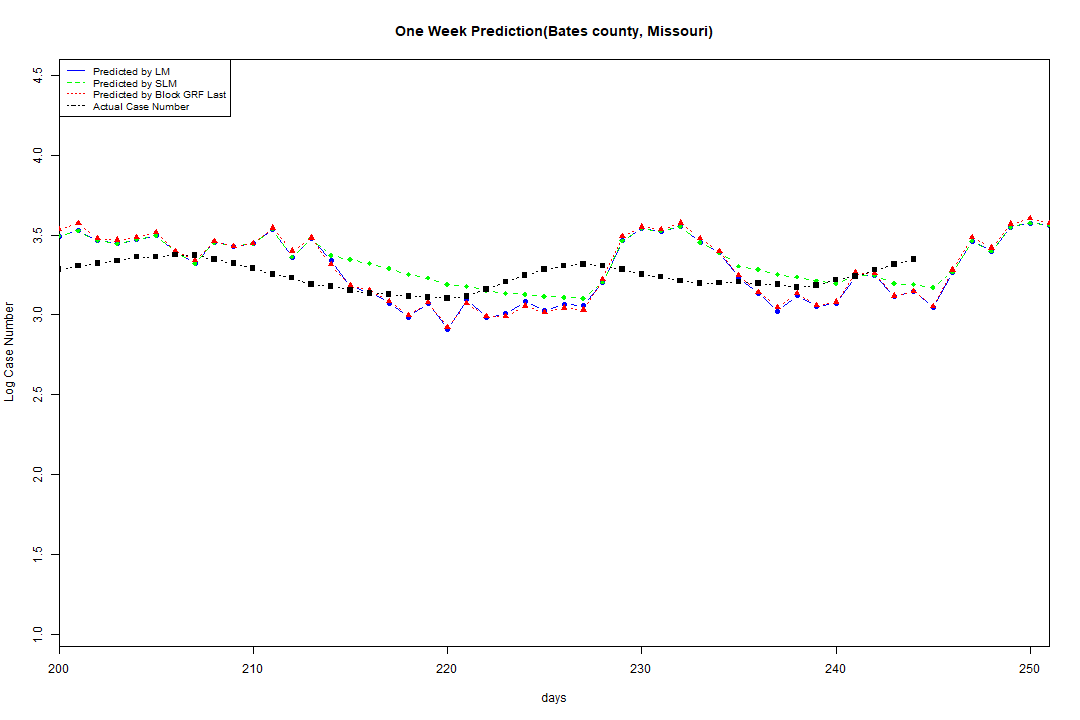 One Week Prediction(Bates county, Missouri)
Predicted by LM
Predicted by SLM
Predicted by Block GRF Last
Actual Case Number
4.5
4.0
3.5
3.0
2.5
2.0
1.5
1.0
Log Case Number
200 210 220 230 240 250
days